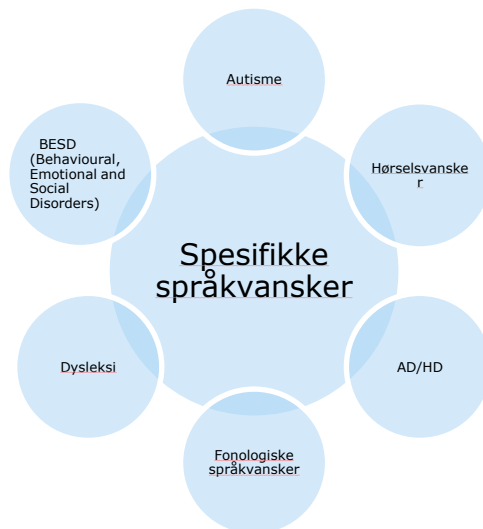 Autisme
BESD
(Behavioural,
Emotional and
Social
Disorders)
Hørselsvanske
r
Spesifikke
språkvansker
Dysleksi
AD/HD
Fonologiske
språkvansker